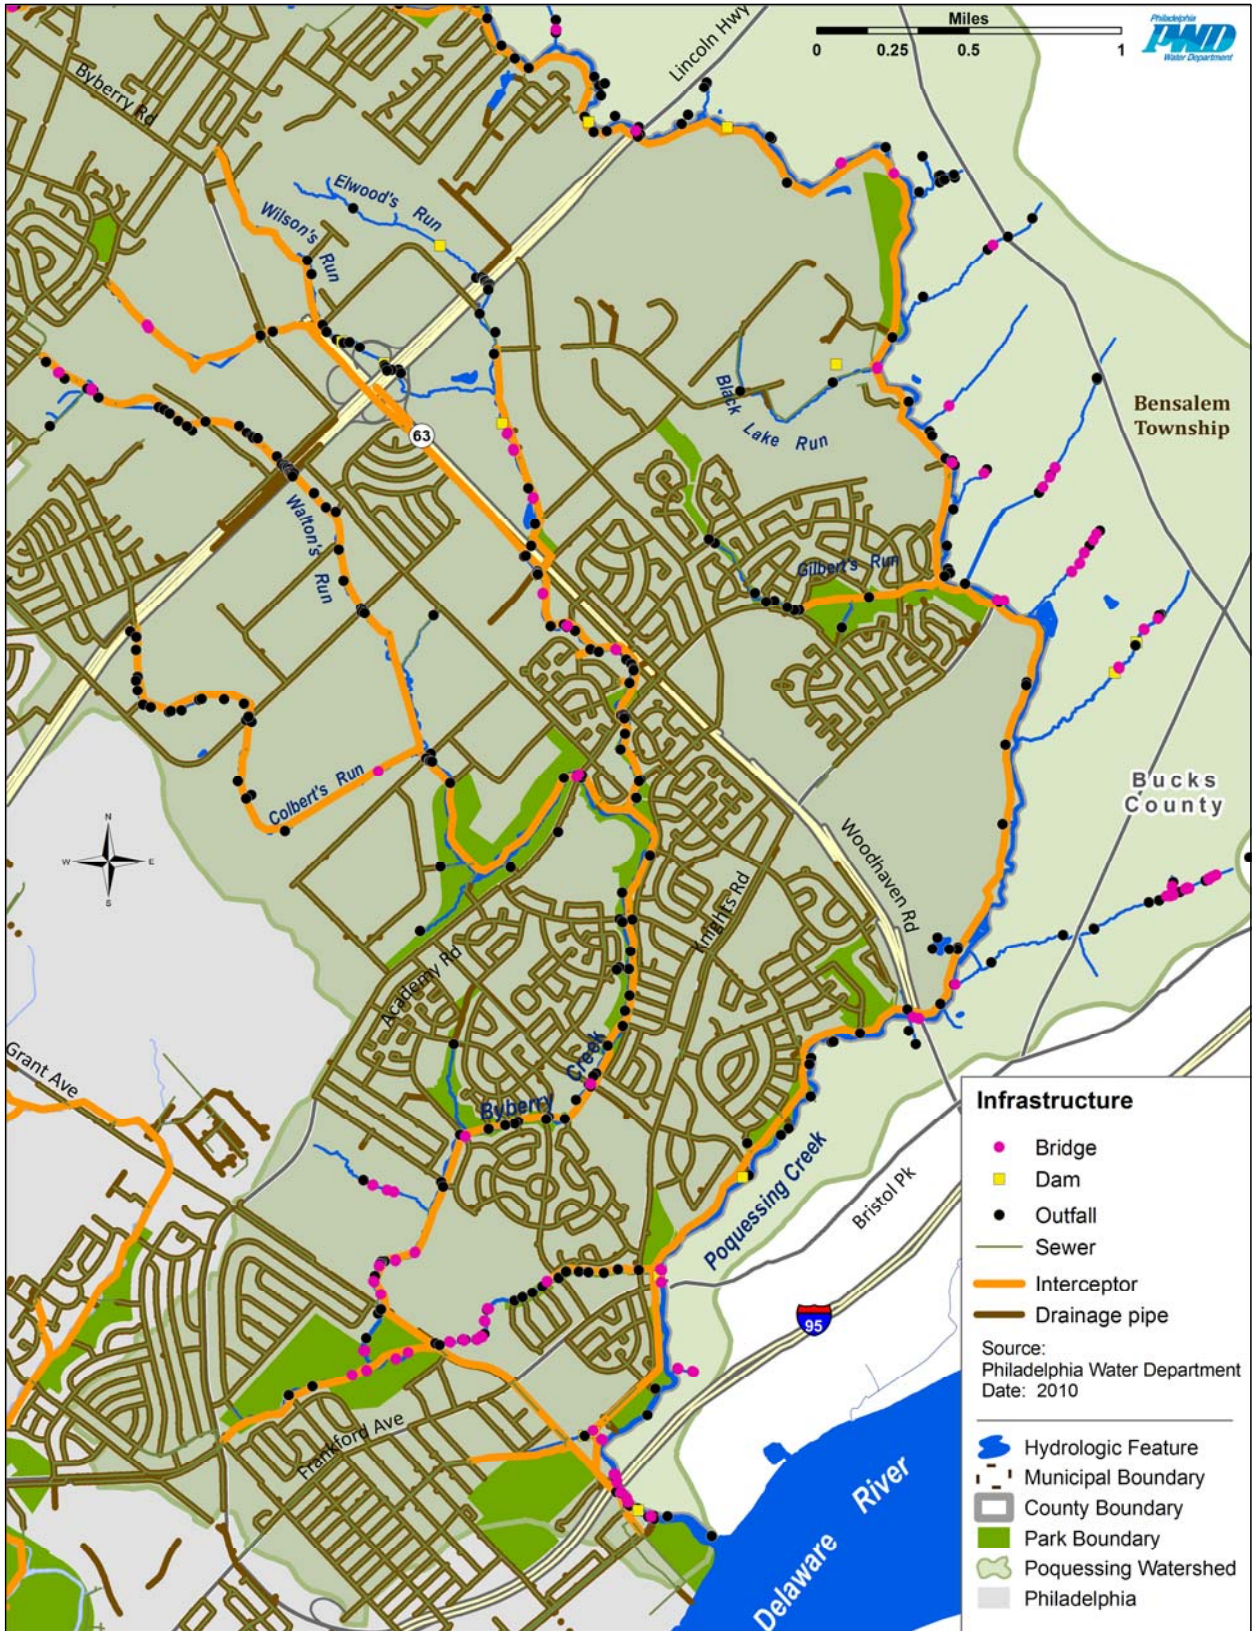 Miles
0 0.25 0.5 1
Philadelphia
PWD
Water Department
Lincoln Hwy
Byberry Rd
Elwood's Run
Wilson's Run
Black Lake Run
63
Bensalem
Township
Walton's Run
Gilbert's Run
Colbert's Run
Bucks
County
N
W E
S
Woodhaven Rd
Knights Rd
Academy Rd
Grant Ave
Byberry Creek
Poquessing Creek
Bristol Pk
95
Frankford Ave
Delaware River
Infrastructure
Bridge
Dam
Outfall
Sewer
Interceptor
Drainage pipe
Source:
Philadelphia Water Department
Date: 2010
Hydrologic Feature
Municipal Boundary
County Boundary
Park Boundary
Poquessing Watershed
Philadelphia